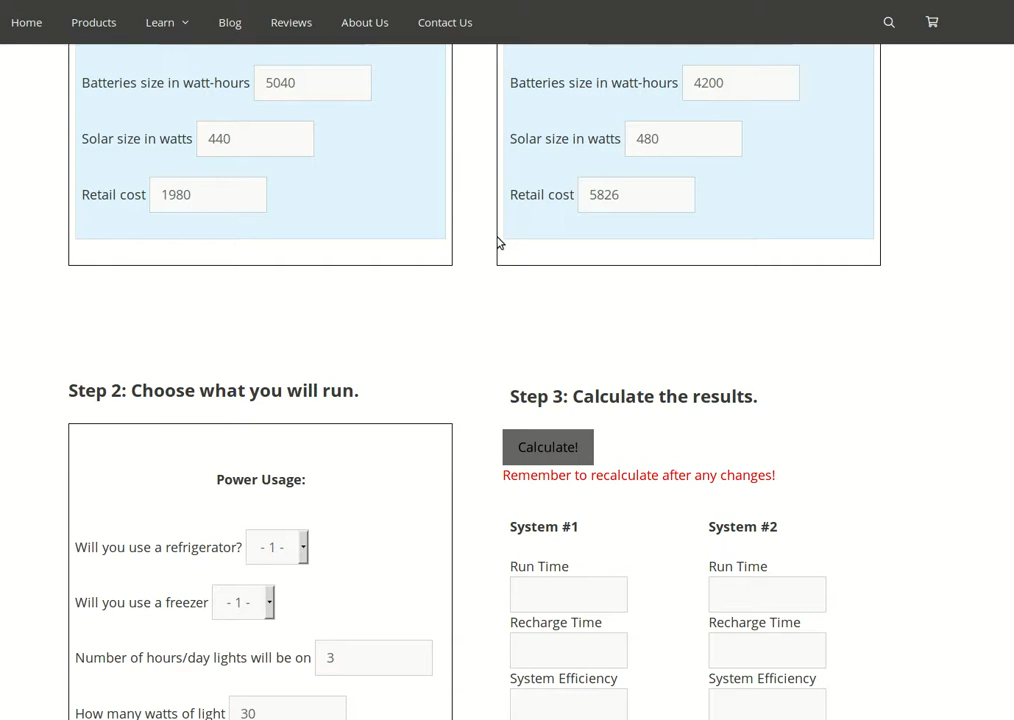 Home Products Learn Blog Reviews About Us Contact Us
Batteries size in watt-hours 5040
Solar size in watts 440
Retail cost 1980
Batteries size in watt-hours 4200
Solar size in watts 480
Retail cost 5826
Step 2: Choose what you will run.
Power Usage:
Will you use a refrigerator? - 1 -
Will you use a freezer - 1 -
Number of hours/day lights will be on 3
How many watts of light 30
Step 3: Calculate the results.
Calculate!
Remember to recalculate after any changes!
System #1 System #2
Run Time Run Time
Recharge Time Recharge Time
System Efficiency System Efficiency